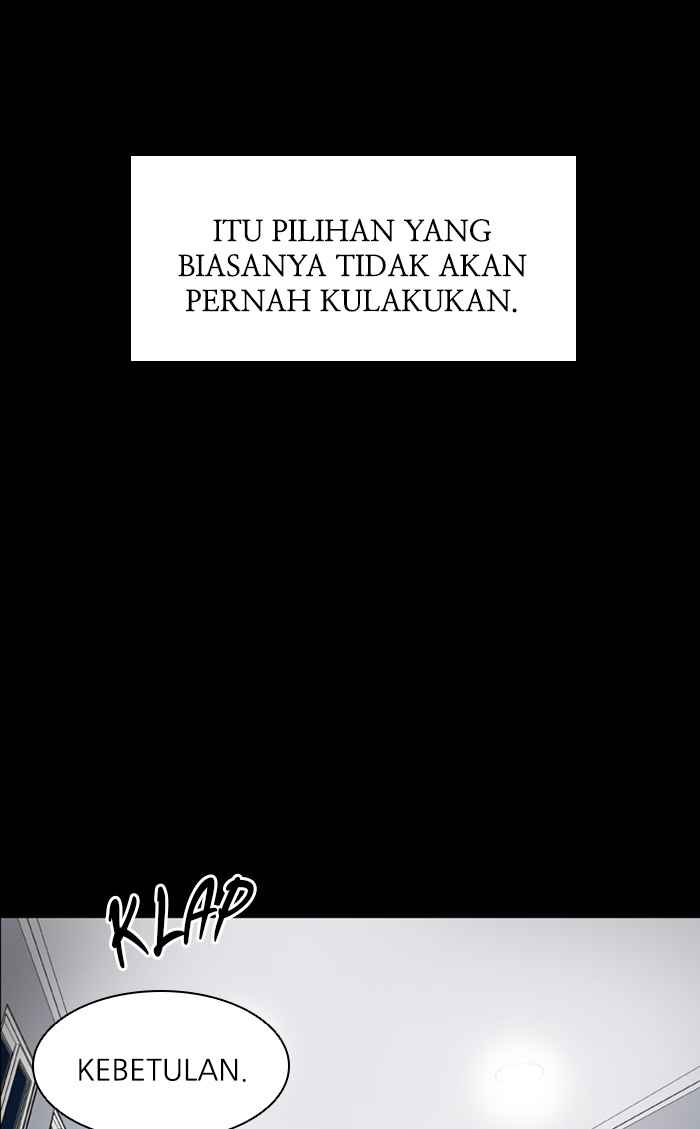 ITU PILIHAN YANG
BIASANYA TIDAK AKAN
PERNAH KULAKUKAN.
KLAP
KEBETULAN.